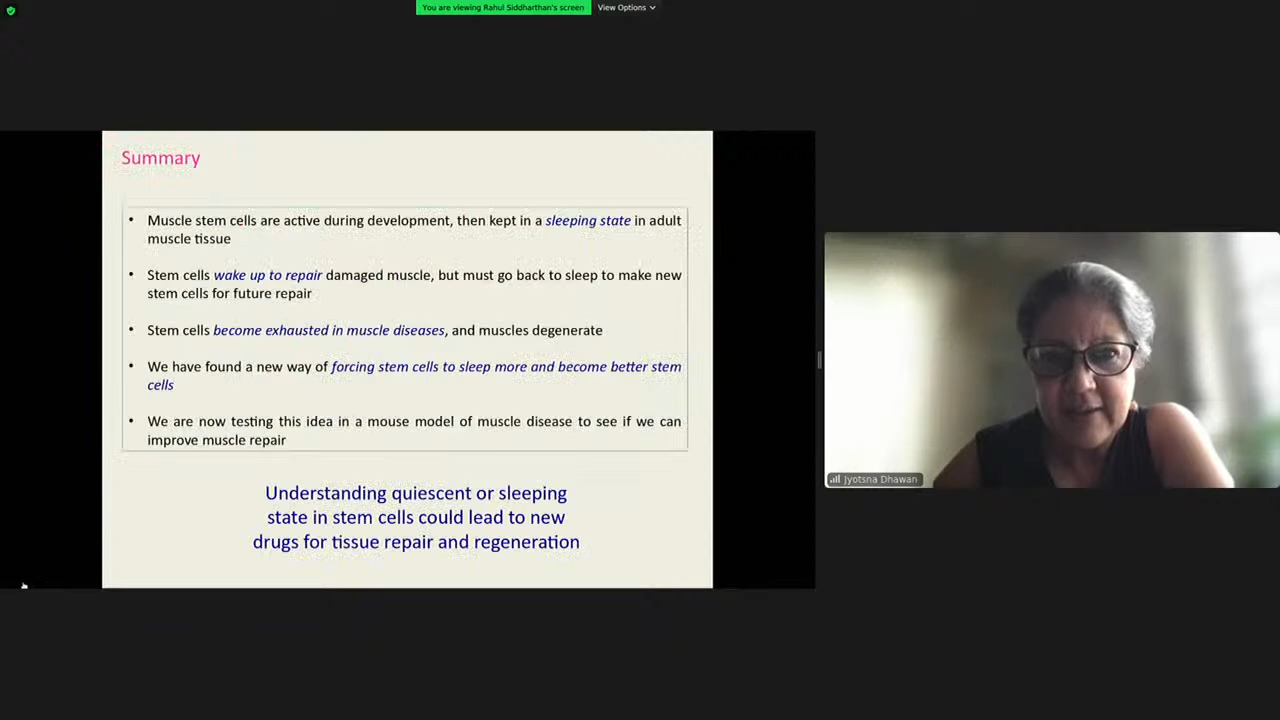 You are viewing Rahul Siddharthan's screen
View Options
Summary
• Muscle stem cells are active during development, then kept in a sleeping state in adult
muscle tissue
• Stem cells wake up to repair damaged muscle, but must go back to sleep to make new
stem cells for future repair
• Stem cells become exhausted in muscle diseases, and muscles degenerate
• We have found a new way of forcing stem cells to sleep more and become better stem
cells
• We are now testing this idea in a mouse model of muscle disease to see if we can
improve muscle repair
Understanding quiescent or sleeping
state in stem cells could lead to new
drugs for tissue repair and regeneration
Jyotsna Dhawan